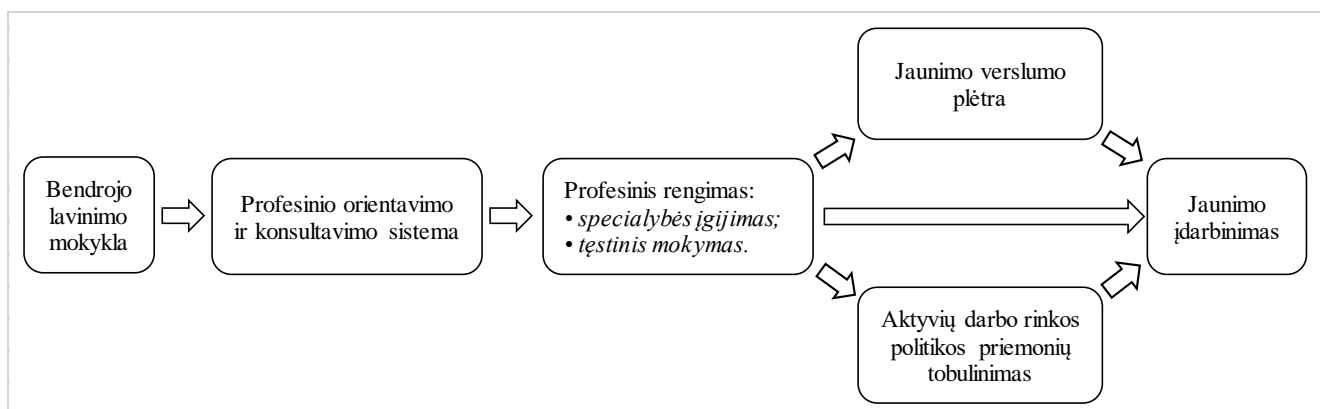 Bendrojo
lavinimo
mokykla
Profesinio orientavimo
ir konsultavimo sistema
Profesinis rengimas:
• specialybės įgijimas;
• tęstinis mokymas.
Jaunimo verslumo
plėtra
Aktyvių darbo rinkos
politikos priemonių
tobulinimas
Jaunimo
įdarbinimas